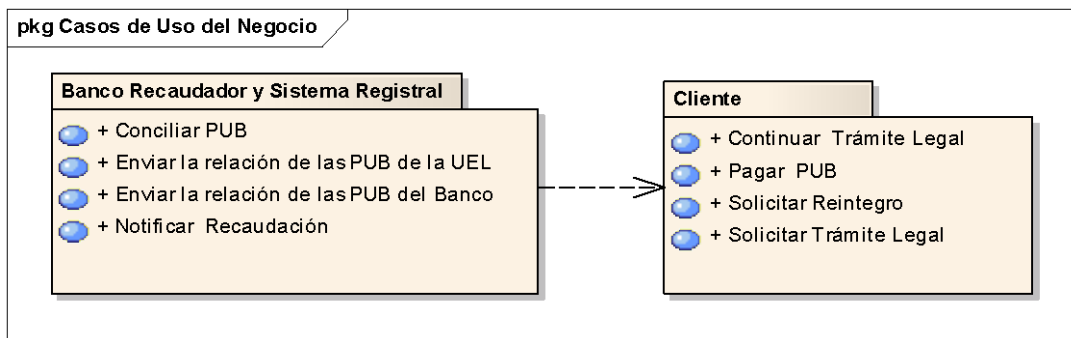 pkg Casos de Uso del Negocio
Banco Recaudador y Sistema Registral
+ Conciliar PUB
+ Enviar la relación de las PUB de la UEL
+ Enviar la relación de las PUB del Banco
+ Notificar Recaudación
Cliente
+ Continuar Trámite Legal
+ Pagar PUB
+ Solicitar Reintegro
+ Solicitar Trámite Legal